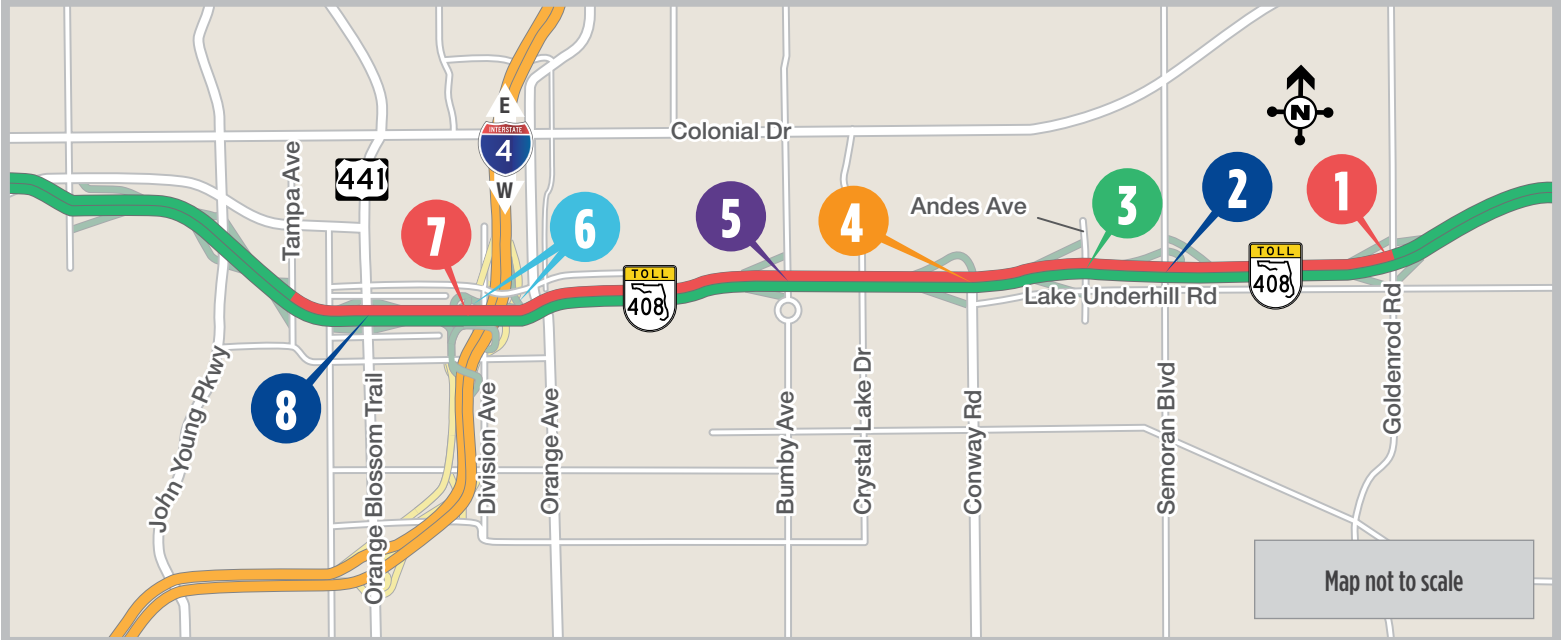 E
INTERSTATE
4
W
Colonial Dr
N
Tampa Ave
441
7
6
5
4
Andes Ave
3
2
1
TOLL
408
TOLL
408
Lake Underhill Rd
8
John Young Pkwy
Orange Blossom Trail
Division Ave
Orange Ave
Bumby Ave
Crystal Lake Dr
Conway Rd
Semoran Blvd
Goldenrod Rd
Map not to scale